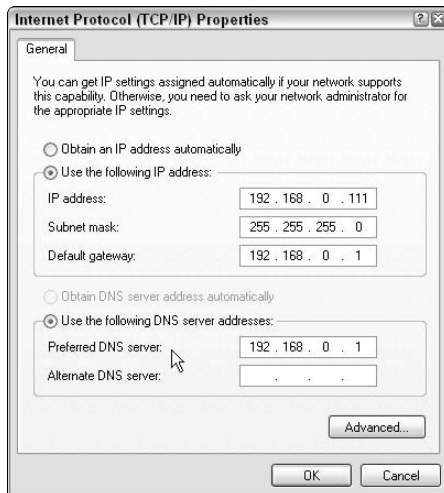 Internet Protocol (TCP/IP) Properties
General
You can get IP settings assigned automatically if your network supports
this capability. Otherwise, you need to ask your network administrator for
the appropriate IP settings.
Obtain an IP address automatically
Use the following IP address:
IP address: 192 . 168 . 0 . 111
Subnet mask: 255 . 255 . 255 . 0
Default gateway: 192 . 168 . 0 . 1
Obtain DNS server address automatically
Use the following DNS server addresses:
Preferred DNS server: 192 . 168 . 0 . 1
Alternate DNS server: . . .
Advanced...
OK Cancel